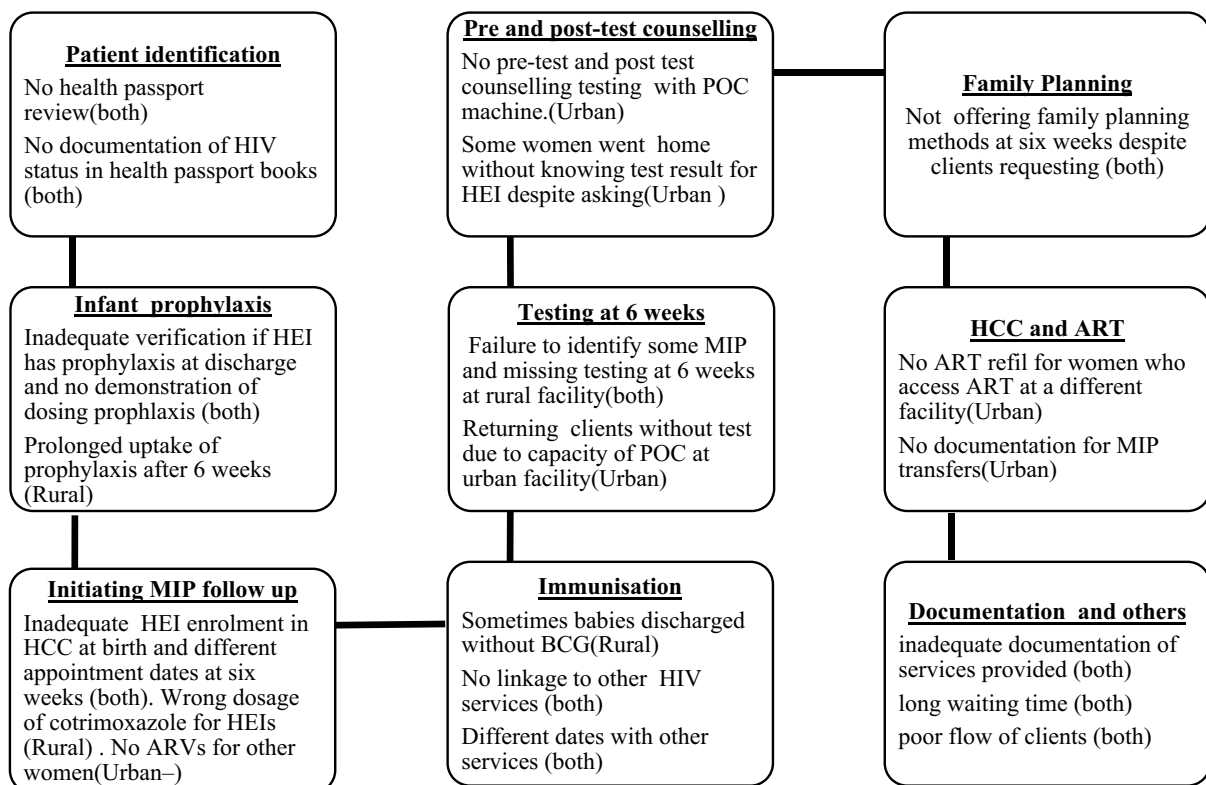 Patient identification
No health passport
review(both)
No documentation of HIV
status in health passport books
(both)
Infant prophylaxis
Inadequate verification if HEI
has prophylaxis at discharge
and no demonstration of
dosing prophlaxis (both)
Prolonged uptake of
prophylaxis after 6 weeks
(Rural)
Initiating MIP follow up
Inadequate HEI enrolment in
HCC at birth and different
appointment dates at six
weeks (both). Wrong dosage
of cotrimoxazole for HEIs
(Rural) . No ARVs for other
women(Urban–)
Immunisation
Sometimes babies discharged
without BCG(Rural)
No linkage to other HIV
services (both)
Different dates with other
services (both)
Testing at 6 weeks
Failure to identify some MIP
and missing testing at 6 weeks
at rural facility(both)
Returning clients without test
due to capacity of POC at
urban facility(Urban)
Pre and post-test counselling
No pre-test and post test
counselling testing with POC
machine.(Urban)
Some women went home
without knowing test result for
HEI despite asking(Urban )
Family Planning
Not offering family planning
methods at six weeks despite
clients requesting (both)
HCC and ART
No ART refil for women who
access ART at a different
facility(Urban)
No documentation for MIP
transfers(Urban)
Documentation and others
inadequate documentation of
services provided (both)
long waiting time (both)
poor flow of clients (both)